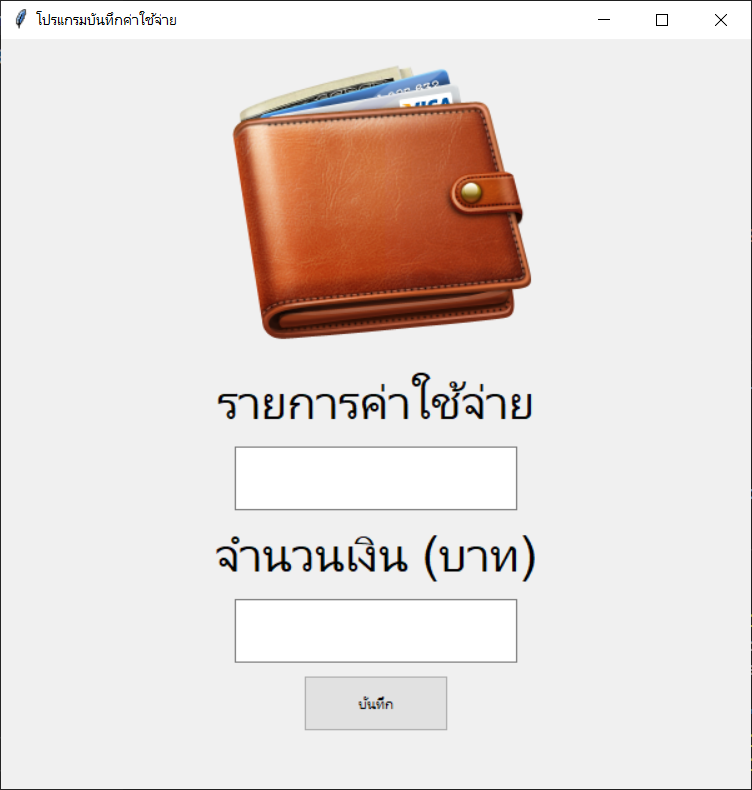 โปรแกรมบันทึกค่าใช้จ่าย
VISA
รายการค่าใช้จ่าย
จำนวนเงิน (บาท)
บันทึก